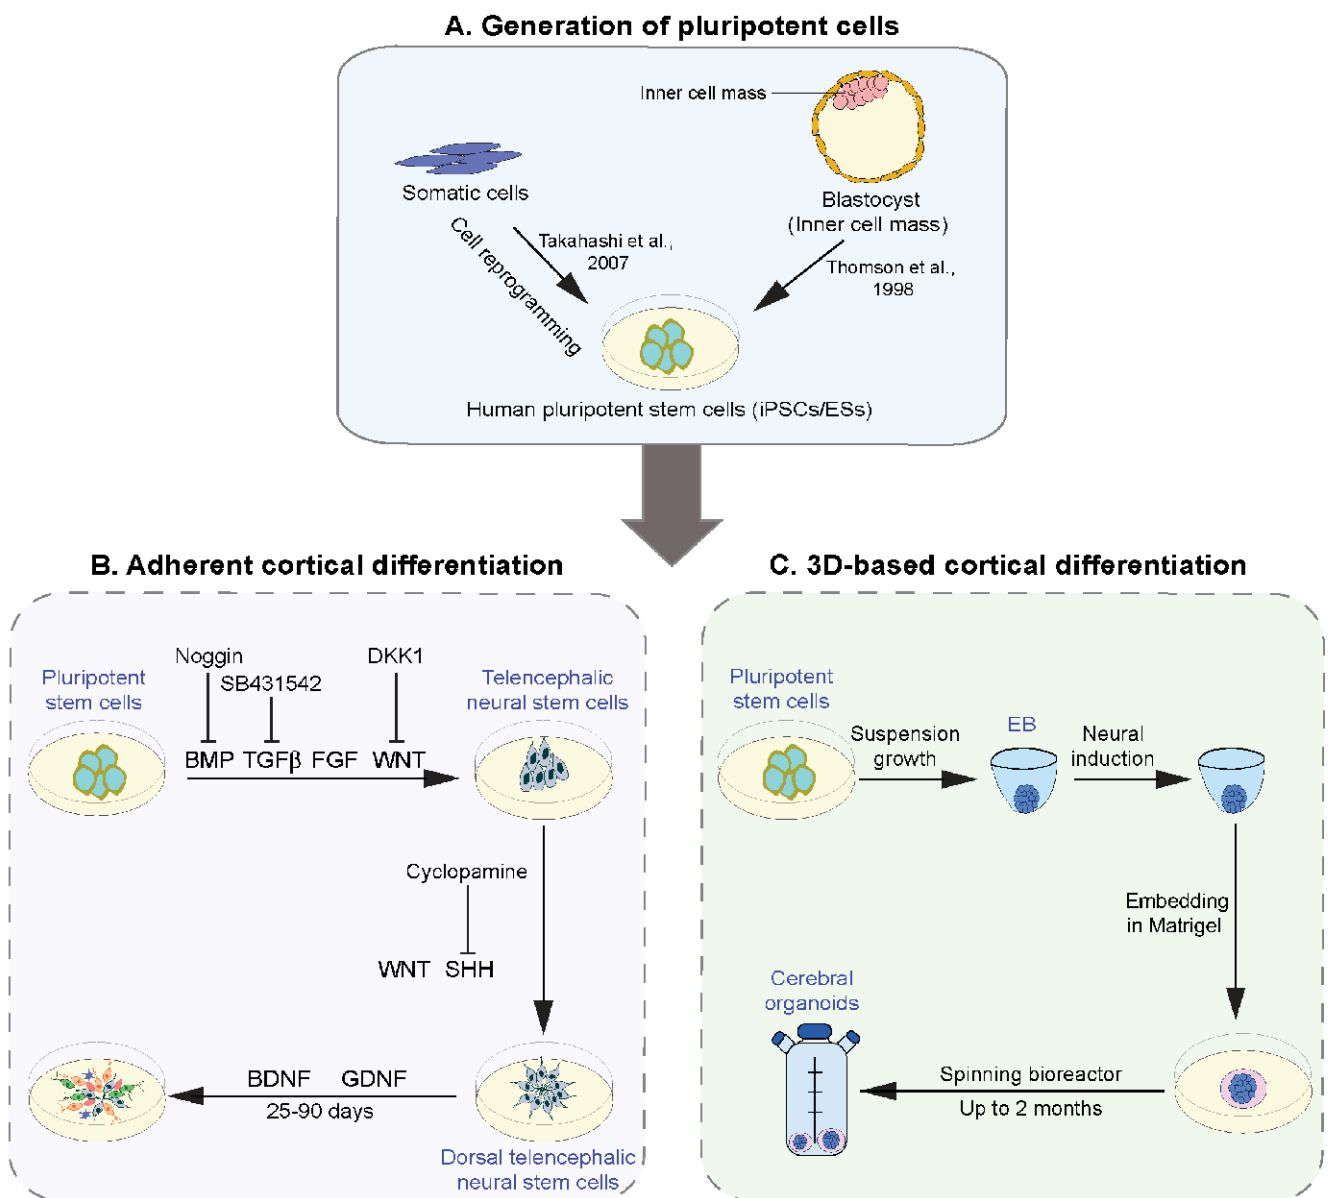 A. Generation of pluripotent cells
Inner cell mass
Somatic cells
Blastocyst
(Inner cell mass)
Cell reprogramming
Takahashi et al.,
2007
Thomson et al.,
1998
Human pluripotent stem cells (iPSCs/ESs)
B. Adherent cortical differentiation
Noggin
DKK1
SB431542
Pluripotent
stem cells
Telencephalic
neural stem cells
BMP TGFβ FGF WNT
Cyclopamine
WNT SHH
BDNF GDNF
25-90 days
Dorsal telencephalic
neural stem cells
C. 3D-based cortical differentiation
Pluripotent
stem cells
Suspension
growth
EB
Neural
induction
Embedding
in Matrigel
Cerebral
organoids
Spinning bioreactor
Up to 2 months